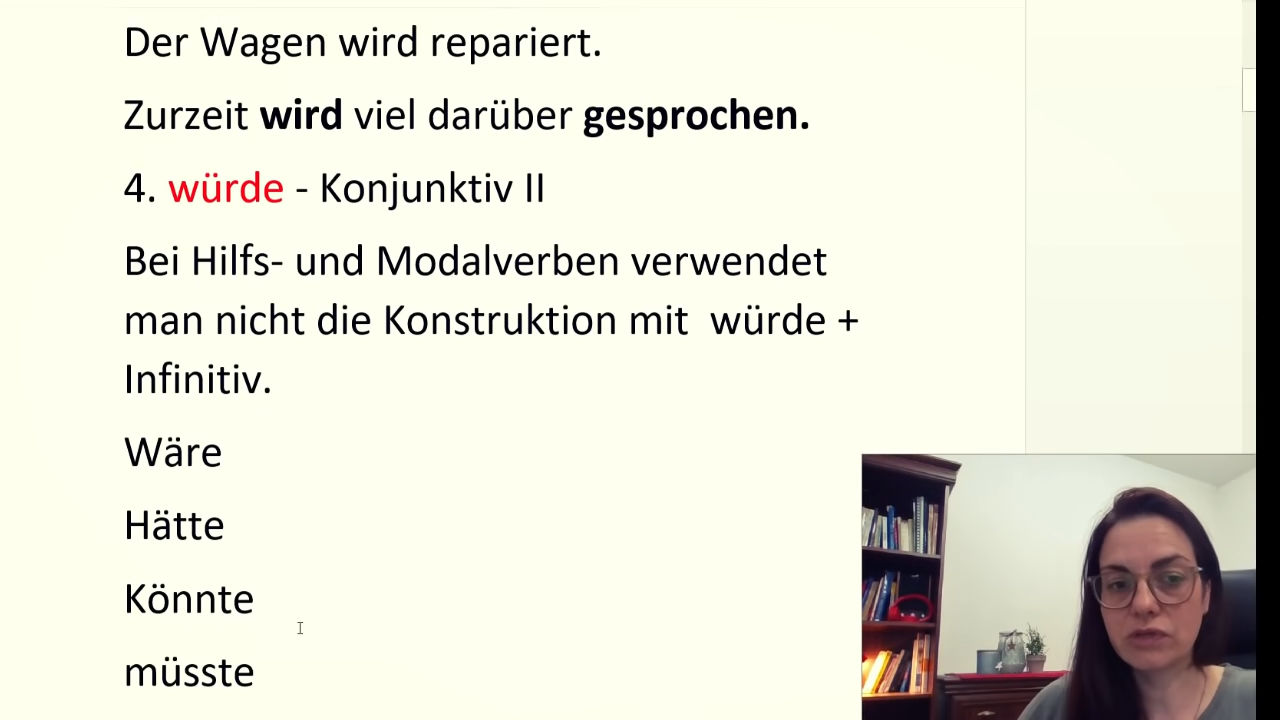 Der Wagen wird repariert.
Zurzeit wird viel darüber gesprochen.
4. würde - Konjunktiv II
Bei Hilfs- und Modalverben verwendet
man nicht die Konstruktion mit  würde +
Infinitiv.
Wäre
Hätte
Könnte
müsste